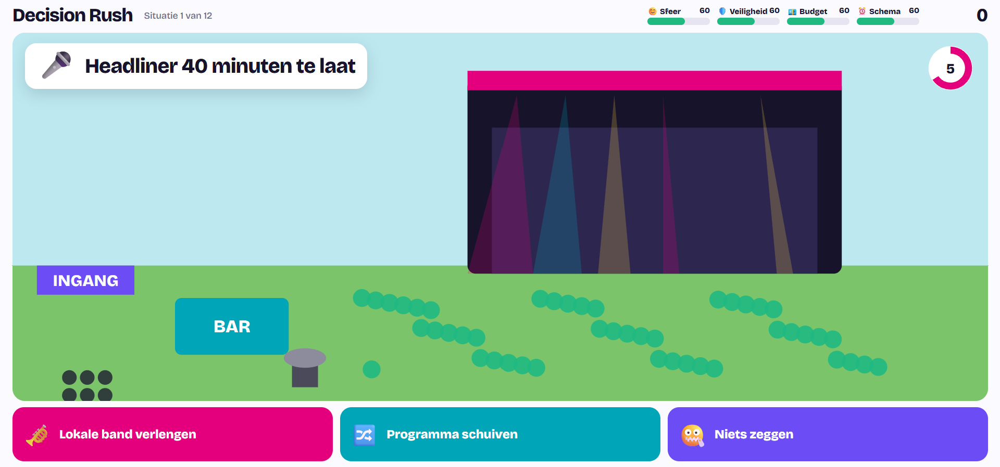 Decision Rush
Situatie 1 van 12
Sfeer 60
Veiligheid 60
Budget 60
Schema 60
0
Headliner 40 minuten te laat
5
INGANG
BAR
Lokale band verlengen
Programma schuiven
Niets zeggen